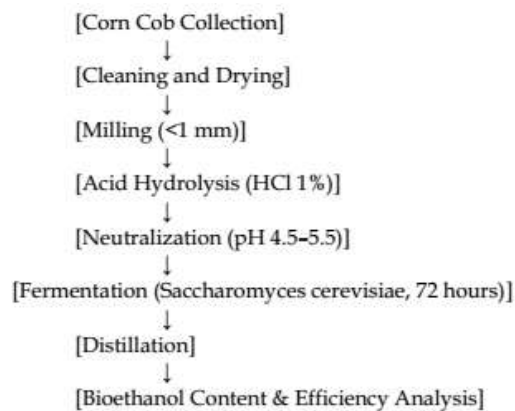 [Corn Cob Collection]
↓
[Cleaning and Drying]
↓
[Milling (<1 mm)]
↓
[Acid Hydrolysis (HCl 1%)]
↓
[Neutralization (pH 4.5–5.5)]
↓
[Fermentation (Saccharomyces cerevisiae, 72 hours)]
↓
[Distillation]
↓
[Bioethanol Content & Efficiency Analysis]